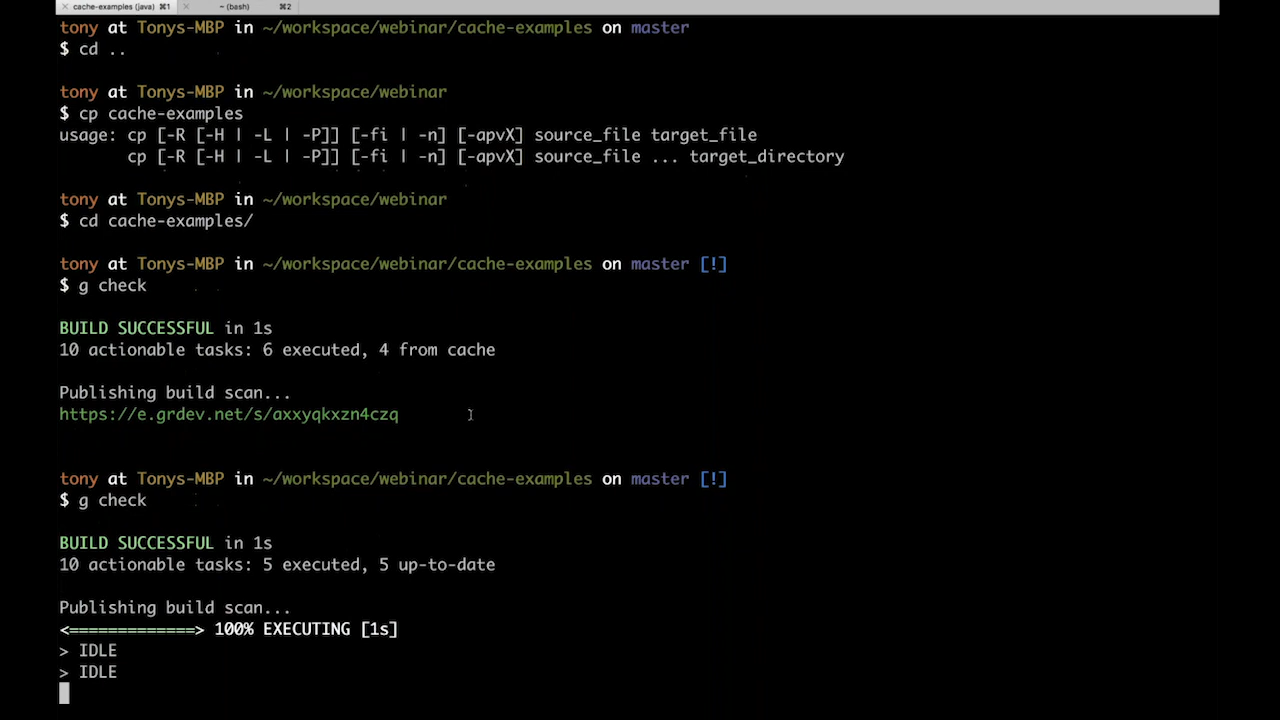 cache-examples (java) ⌘1 ~ (bash) ⌘2
tony at Tonys-MBP in ~/workspace/webinar/cache-examples on master
$ cd ..
tony at Tonys-MBP in ~/workspace/webinar
$ cp cache-examples
usage: cp [-R [-H | -L | -P]] [-fi | -n] [-apvX] source_file target_file
cp [-R [-H | -L | -P]] [-fi | -n] [-apvX] source_file ... target_directory
tony at Tonys-MBP in ~/workspace/webinar
$ cd cache-examples/
tony at Tonys-MBP in ~/workspace/webinar/cache-examples on master [!]
$ g check
BUILD SUCCESSFUL in 1s
10 actionable tasks: 6 executed, 4 from cache
Publishing build scan...
https://e.grdev.net/s/axxyqkxzn4czq
tony at Tonys-MBP in ~/workspace/webinar/cache-examples on master [!]
$ g check
BUILD SUCCESSFUL in 1s
10 actionable tasks: 5 executed, 5 up-to-date
Publishing build scan...
<=============> 100% EXECUTING [1s]
> IDLE
> IDLE